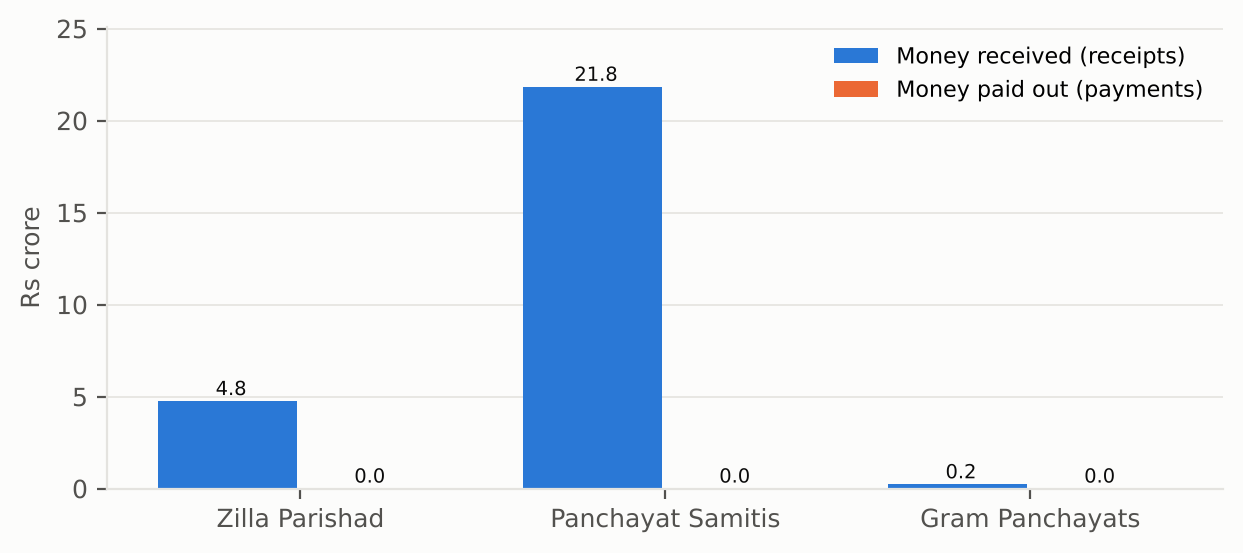 Money received (receipts)
Money paid out (payments)
Rs crore
25
20
15
10
5
0
4.8
0.0
21.8
0.0
0.2
0.0
Zilla Parishad
Panchayat Samitis
Gram Panchayats